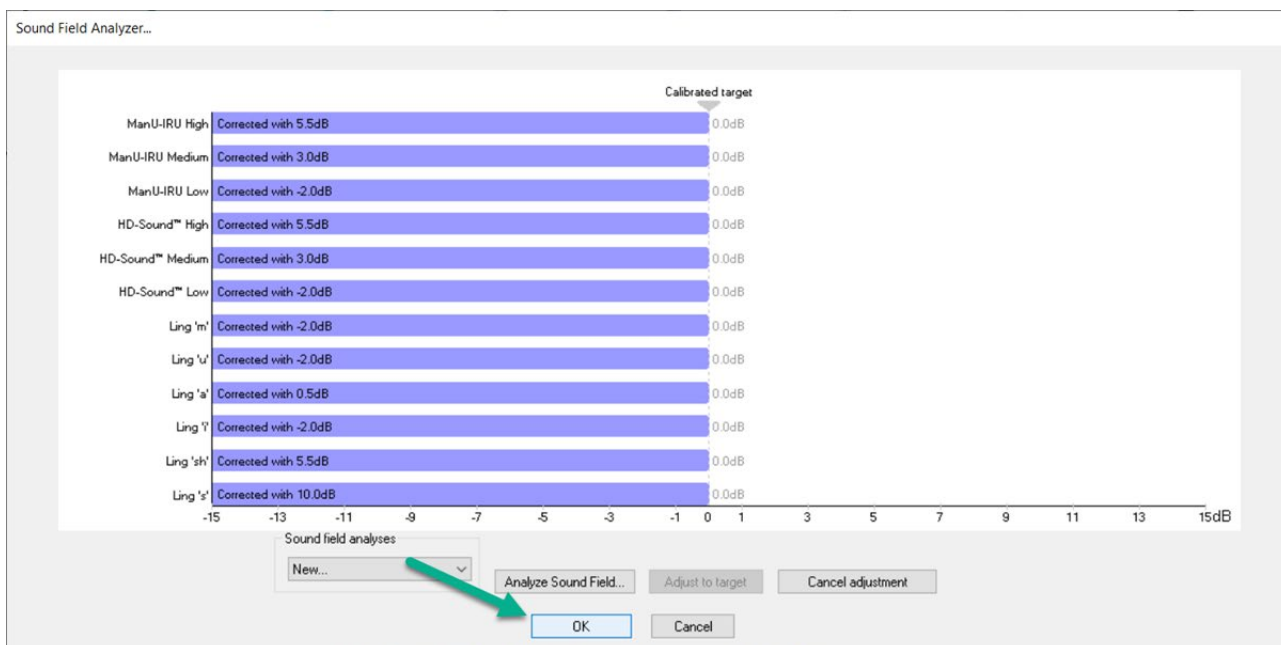 Sound Field Analyzer...
Calibrated target
ManU-IRU High Corrected with 5.5dB 0.0dB
ManU-IRU Medium Corrected with 3.0dB 0.0dB
ManU-IRU Low Corrected with -2.0dB 0.0dB
HD-Sound™ High Corrected with 5.5dB 0.0dB
HD-Sound™ Medium Corrected with 3.0dB 0.0dB
HD-Sound™ Low Corrected with -2.0dB 0.0dB
Ling 'm' Corrected with -2.0dB 0.0dB
Ling 'u' Corrected with -2.0dB 0.0dB
Ling 'a' Corrected with 0.5dB 0.0dB
Ling 'i' Corrected with -2.0dB 0.0dB
Ling 'sh' Corrected with 5.5dB 0.0dB
Ling 's' Corrected with 10.0dB 0.0dB
-15 -13 -11 -9 -7 -5 -3 -1 0 1 3 5 7 9 11 13 15dB
Sound field analyses
New... Analyze Sound Field... Adjust to target Cancel adjustment
OK Cancel